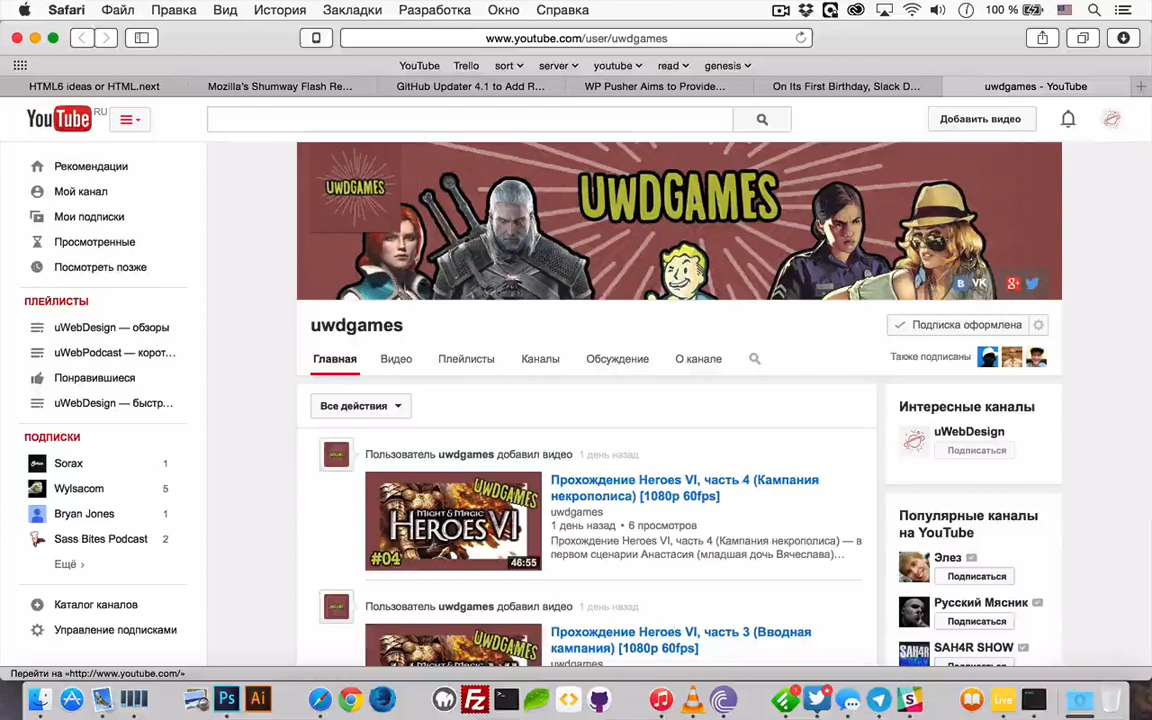 Safari Файл Правка Вид История Закладки Разработка Окно Справка 100 %
www.youtube.com/user/uwdgames
YouTube Trello sort server youtube read genesis
HTML6 ideas or HTML.next Mozilla's Shumway Flash Re... GitHub Updater 4.1 to Add R... WP Pusher Aims to Provide... On Its First Birthday, Slack D... uwdgames - YouTube
YouTube RU
Добавить видео
Рекомендации
Мой канал
Мои подписки
Просмотренные
Посмотреть позже
ПЛЕЙЛИСТЫ
uWebDesign — обзоры
uWebPodcast — корот...
Понравившиеся
uWebDesign — быстр...
ПОДПИСКИ
Sorax 1
Wylsacom 5
Bryan Jones 1
Sass Bites Podcast 2
Ещё ›
Каталог каналов
Управление подписками
UWDGAMES
UWDGAMES
B VK g+
uwdgames
Подписка оформлена
Главная Видео Плейлисты Каналы Обсуждение О канале
Также подписаны
Все действия
Пользователь uwdgames добавил видео 1 день назад
UWDGAMES
MIGHT & MAGIC
HEROES VI
#04
46:55
Прохождение Heroes VI, часть 4 (Кампания
некрополиса) [1080p 60fps]
uwdgames
1 день назад • 6 просмотров
Прохождение Heroes VI, часть 4 (Кампания некрополиса) — в
первом сценарии Анастасия (младшая дочь Вячеслава)...
Пользователь uwdgames добавил видео 1 день назад
UWDGAMES
Прохождение Heroes VI, часть 3 (Вводная
кампания) [1080p 60fps]
uwdgames
Интересные каналы
uWebDesign
Подписаться
Популярные каналы
на YouTube
Элез
Подписаться
Русский Мясник
Подписаться
SAH4R SHOW
SAH4R
Подписаться
Перейти на «http://www.youtube.com/»
Ps Ai Fz Live